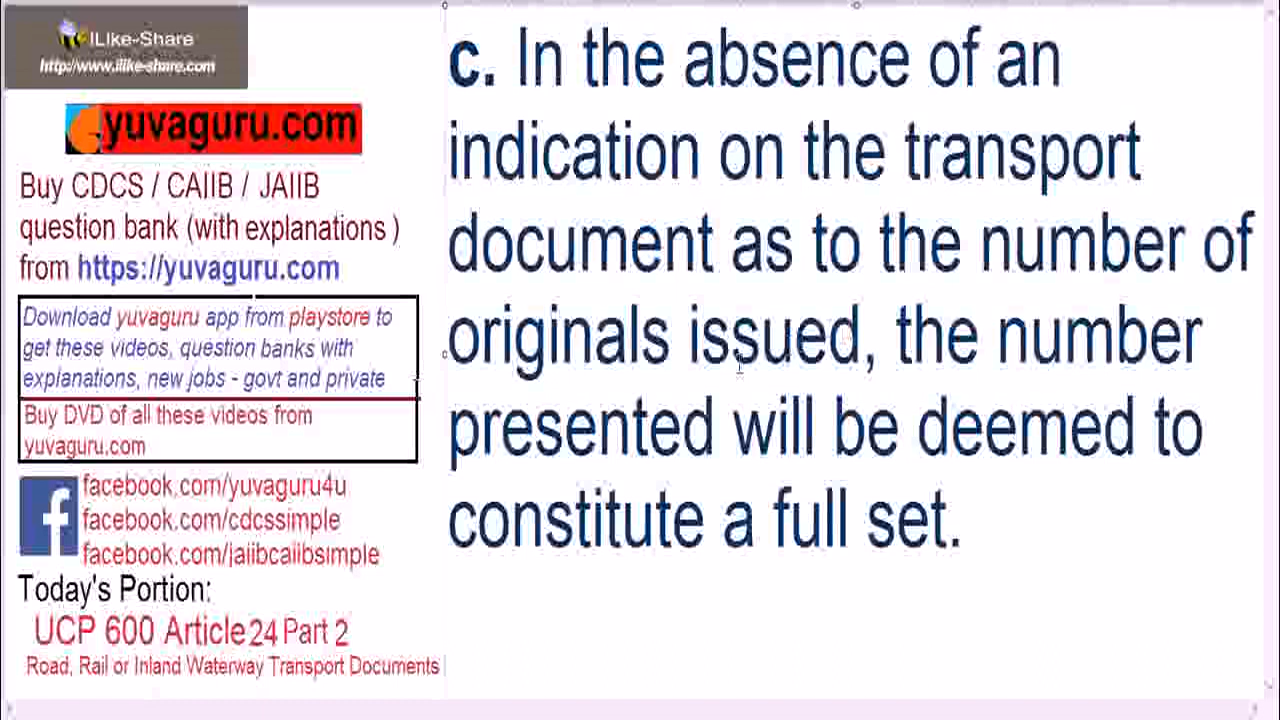 iLike-Share
http://www.ilike-share.com
yuvaguru.com
Buy CDCS / CAIIB / JAIIB
question bank (with explanations )
from https://yuvaguru.com
Download yuvaguru app from playstore to
get these videos, question banks with
explanations, new jobs - govt and private
Buy DVD of all these videos from
yuvaguru.com
facebook.com/yuvaguru4u
facebook.com/cdcssimple
facebook.com/jaiibcaiibsimple
Today's Portion:
UCP 600 Article 24 Part 2
Road, Rail or Inland Waterway Transport Documents
c. In the absence of an
indication on the transport
document as to the number of
originals issued, the number
presented will be deemed to
constitute a full set.